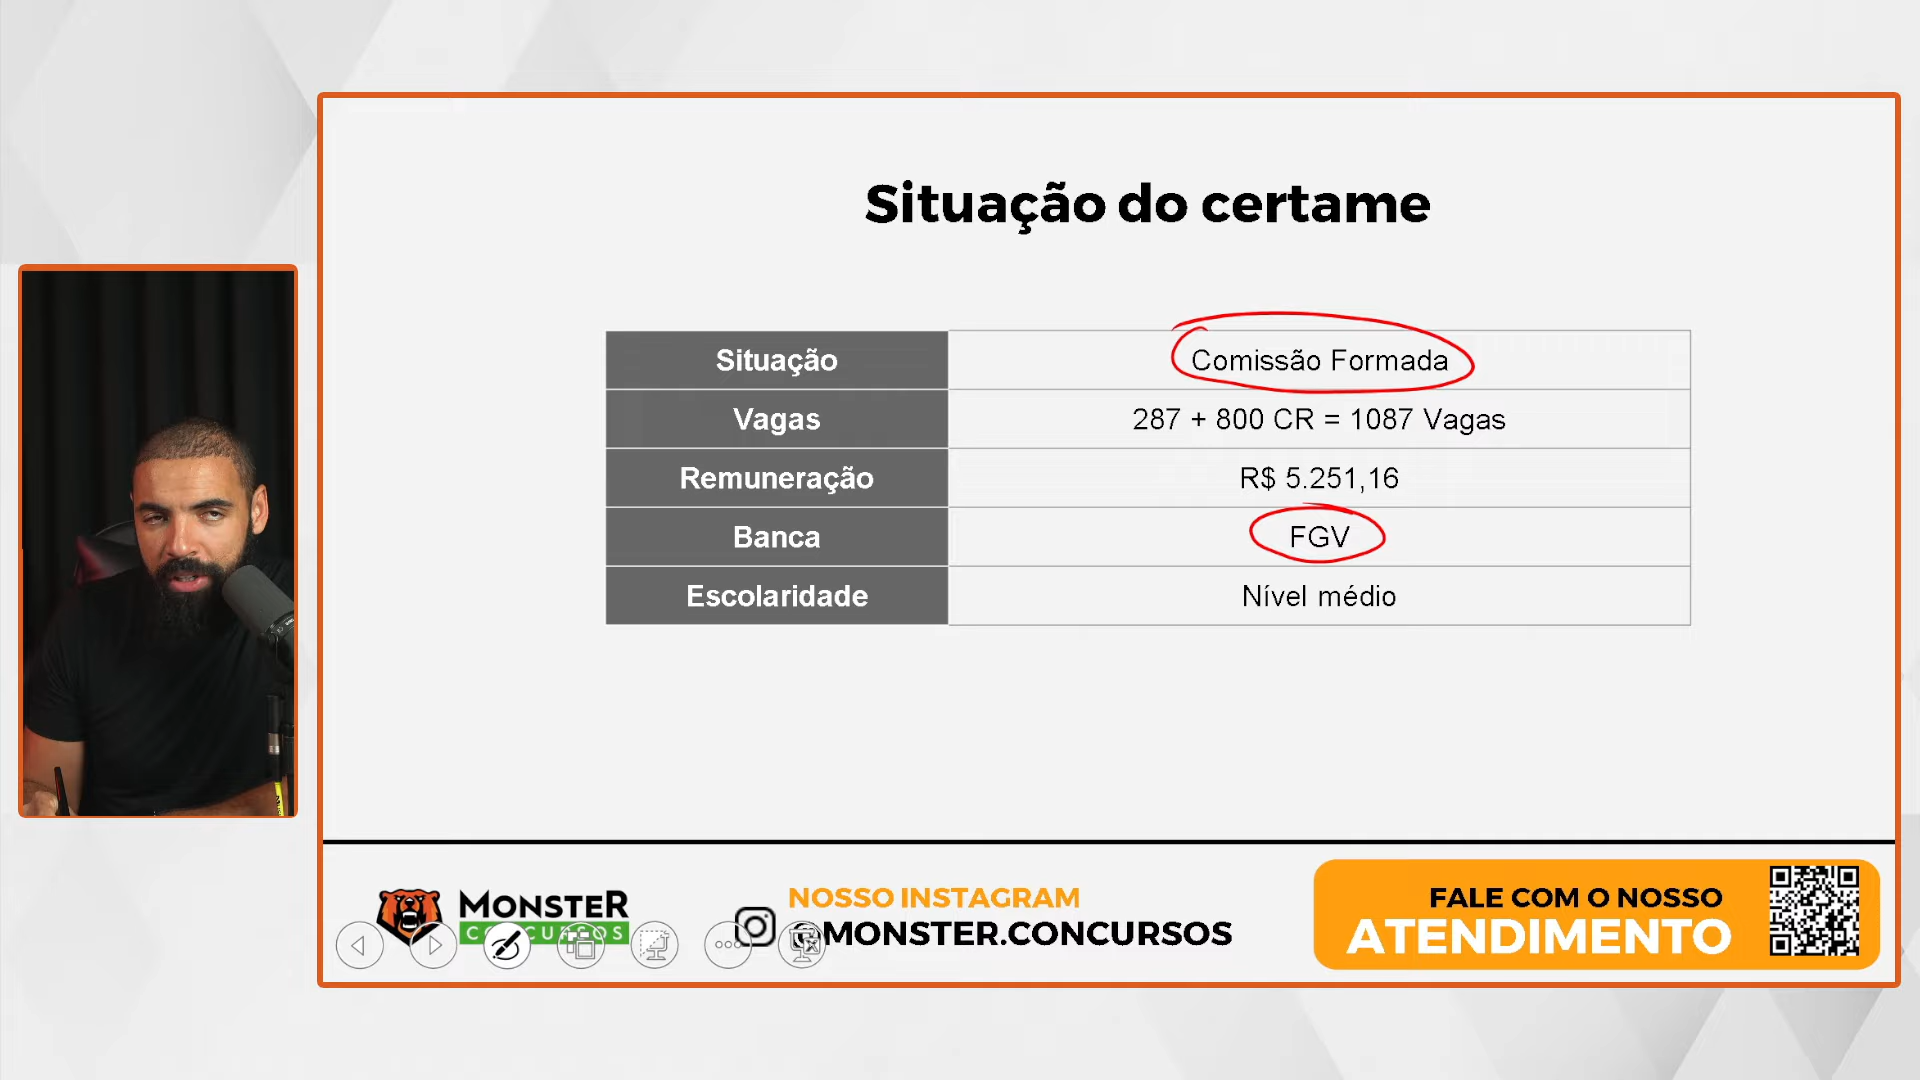 Situação do certame
Situação Comissão Formada
Vagas 287 + 800 CR = 1087 Vagas
Remuneração R$ 5.251,16
Banca FGV
Escolaridade Nível médio
MONSTER
CONCURSOS
NOSSO INSTAGRAM
@MONSTER.CONCURSOS
FALE COM O NOSSO
ATENDIMENTO